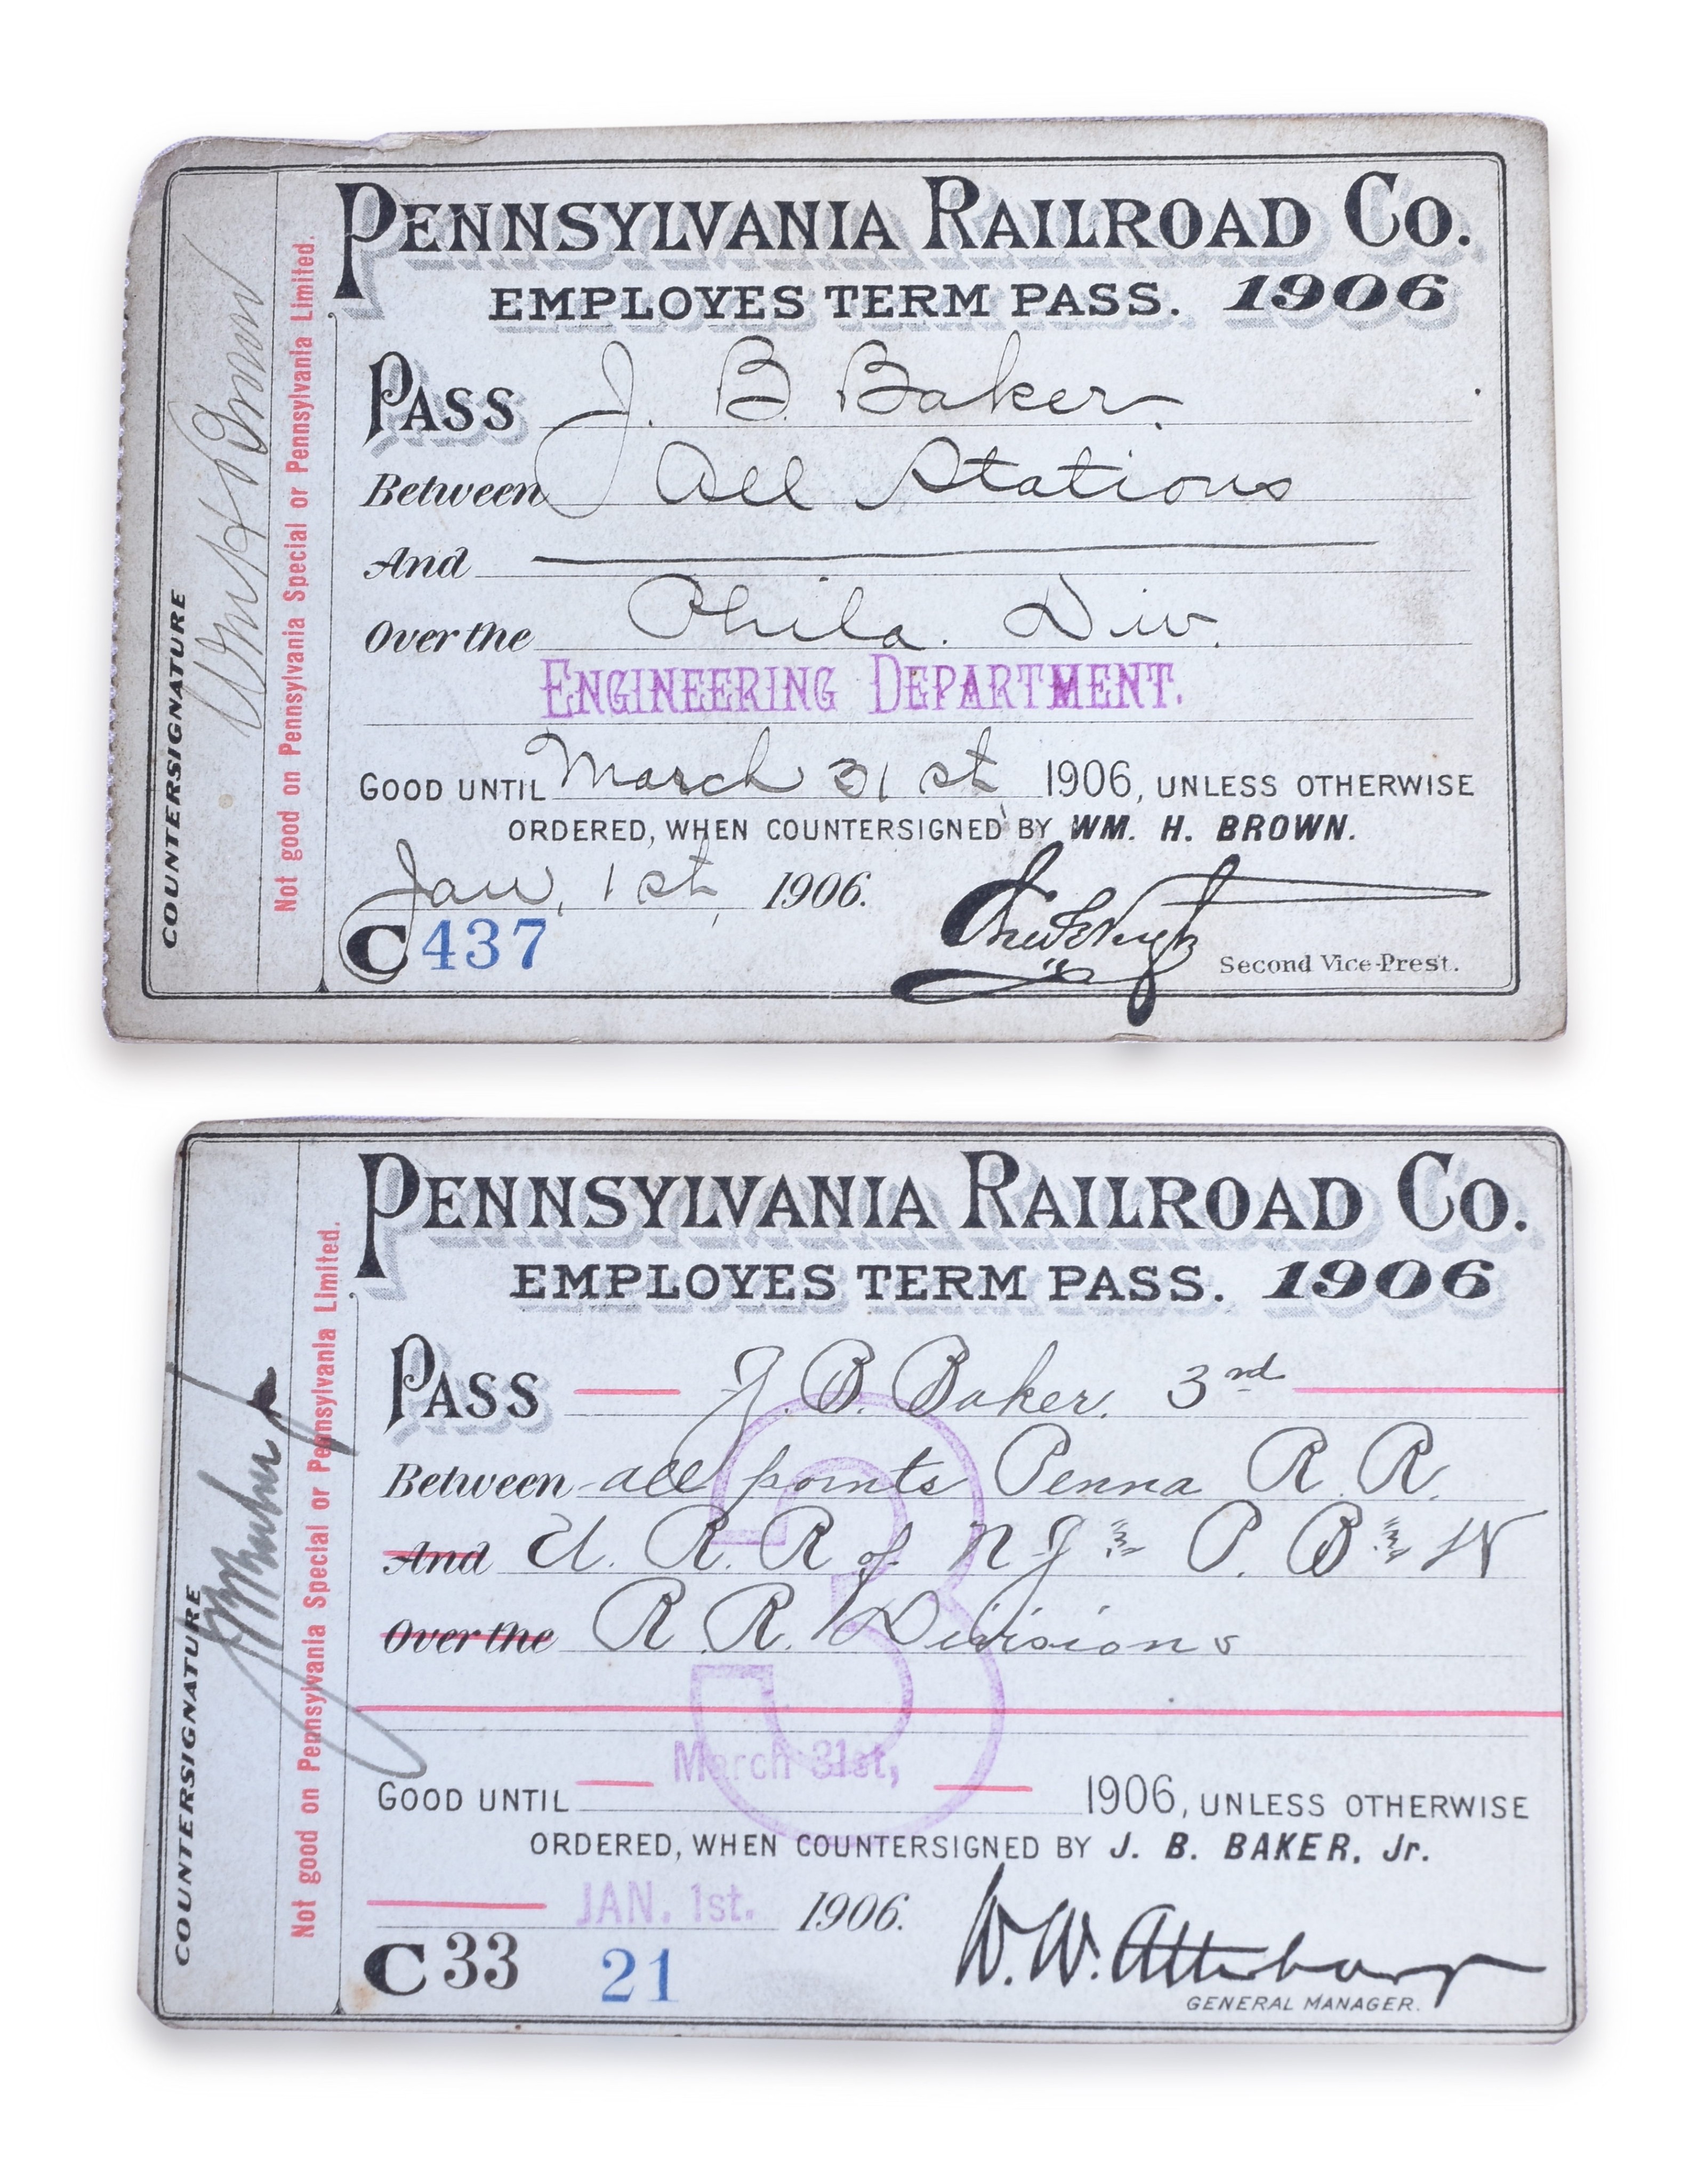 PENNSYLVANIA RAILROAD CO.
EMPLOYES TERM PASS. 1906
PASS J. B. Baker
Between All Stations
And
Over the Phila. Div.
ENGINEERING DEPARTMENT.
GOOD UNTIL March 31st 1906, UNLESS OTHERWISE
ORDERED, WHEN COUNTERSIGNED BY WM. H. BROWN.
Jan, 1st, 1906.
C 437
Second Vice-Prest.
COUNTERSIGNATURE
Wm H Brown
Not good on Pennsylvania Special or Pennsylvania Limited.
PENNSYLVANIA RAILROAD CO.
EMPLOYES TERM PASS. 1906
PASS J. B. Baker, 3rd
Between all points Penna R. R.
And U. R. R. of N J & P. B & W
Over the R. R. Divisions
3
March 31st,
GOOD UNTIL 1906, UNLESS OTHERWISE
ORDERED, WHEN COUNTERSIGNED BY J. B. BAKER, Jr.
JAN. 1st. 1906.
C 33 21
W. W. Atterbury
GENERAL MANAGER.
COUNTERSIGNATURE
Not good on Pennsylvania Special or Pennsylvania Limited.